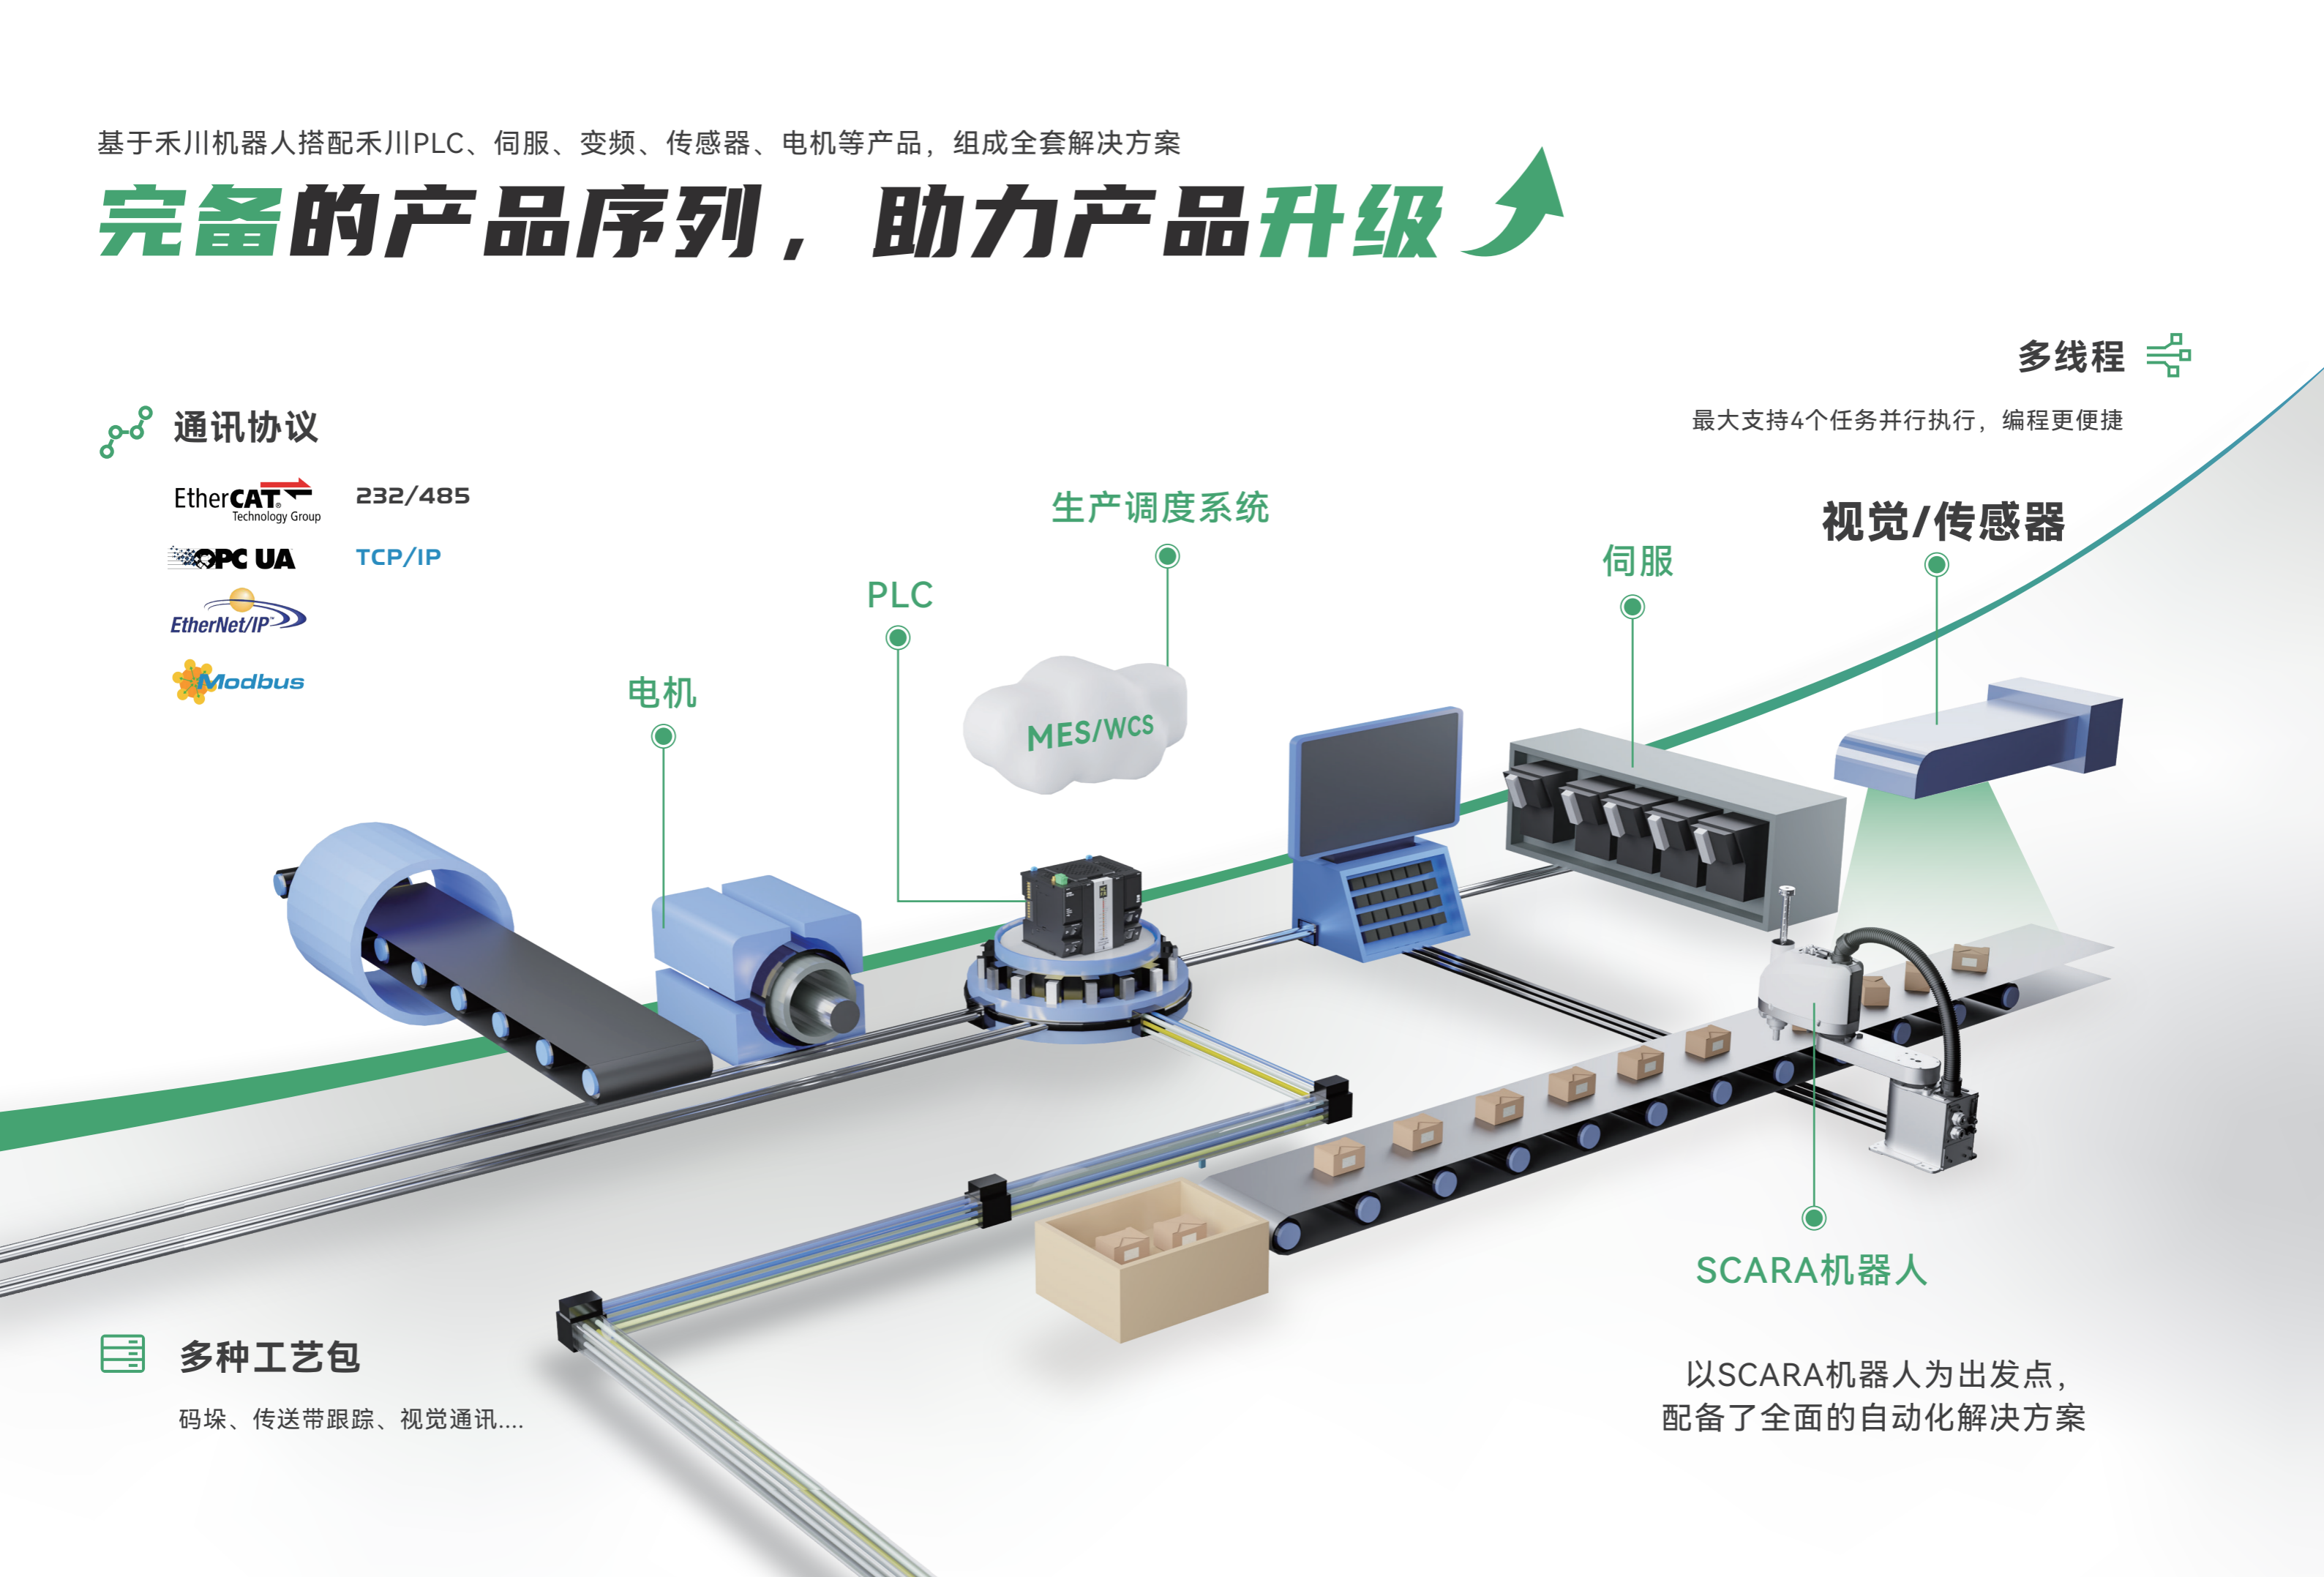 基于禾川机器人搭配禾川PLC、伺服、变频、传感器、电机等产品，组成全套解决方案
完备的产品序列，助力产品升级
多线程
最大支持4个任务并行执行，编程更便捷
通讯协议
EtherCAT®
Technology Group
232/485
OPC UA
TCP/IP
EtherNet/IP™
Modbus
生产调度系统
视觉/传感器
伺服
PLC
电机
MES/WCS
SCARA机器人
多种工艺包
码垛、传送带跟踪、视觉通讯....
以SCARA机器人为出发点，
配备了全面的自动化解决方案